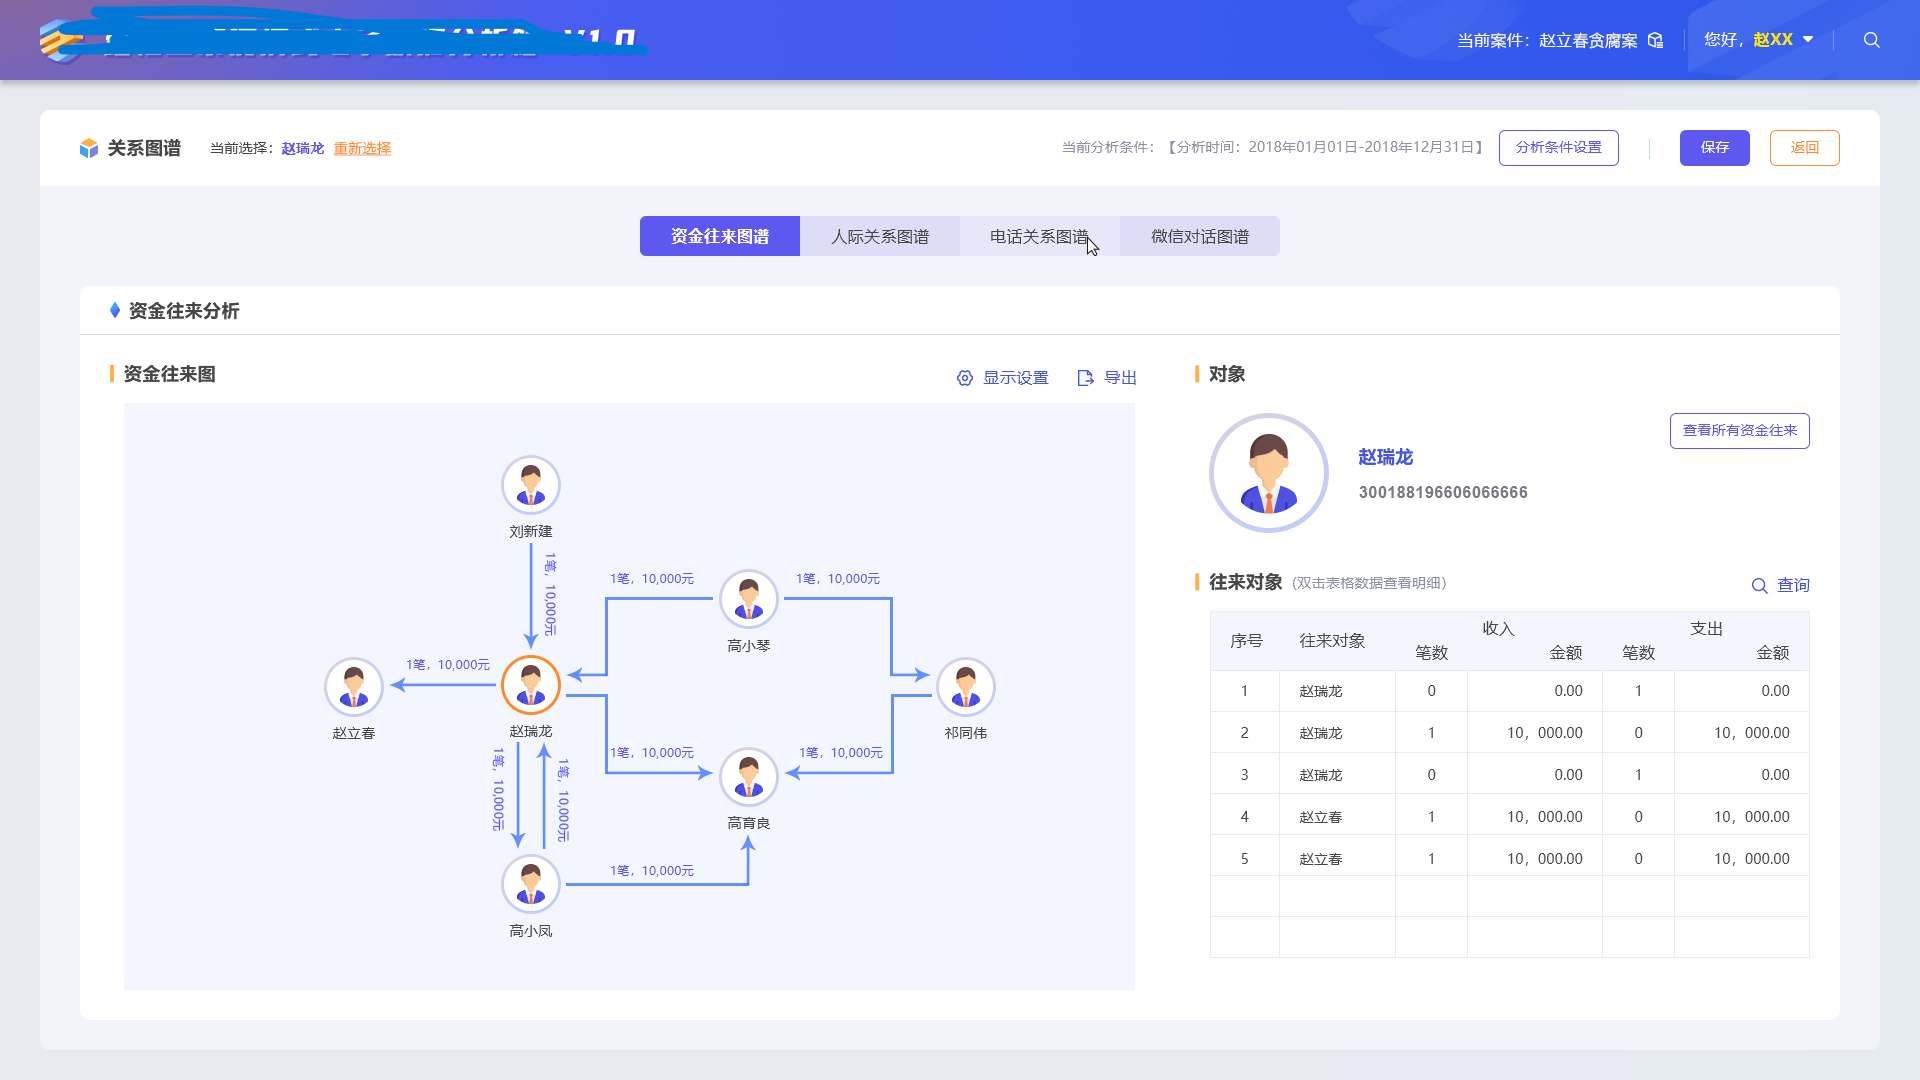 V1.0
当前案件：赵立春贪腐案
您好，赵XX
关系图谱
当前选择：赵瑞龙 重新选择
当前分析条件：【分析时间：2018年01月01日-2018年12月31日】
分析条件设置
保存
返回
资金往来图谱
人际关系图谱
电话关系图谱
微信对话图谱
资金往来分析
资金往来图
显示设置
导出
刘新建
1笔，10,000元
1笔，10,000元
1笔，10,000元
高小琴
1笔，10,000元
赵立春
赵瑞龙
祁同伟
1笔，10,000元
1笔，10,000元
1笔，10,000元
1笔，10,000元
高育良
1笔，10,000元
高小凤
对象
查看所有资金往来
赵瑞龙
300188196606066666
往来对象（双击表格数据查看明细）
查询
序号 往来对象 收入 支出
笔数 金额 笔数 金额
1 赵瑞龙 0 0.00 1 0.00
2 赵瑞龙 1 10，000.00 0 10，000.00
3 赵瑞龙 0 0.00 1 0.00
4 赵立春 1 10，000.00 0 10，000.00
5 赵立春 1 10，000.00 0 10，000.00